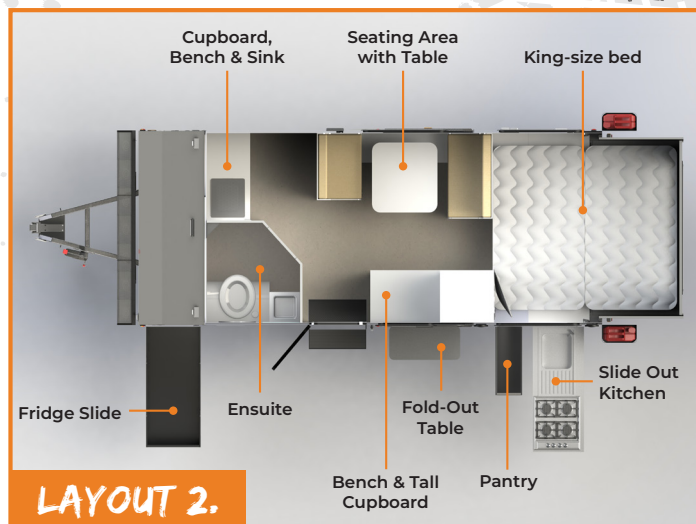 Cupboard,
Bench & Sink
Seating Area
with Table
King-size bed
Fridge Slide
Ensuite
Fold-Out
Table
Slide Out
Kitchen
Bench & Tall
Cupboard
Pantry
LAYOUT 2.